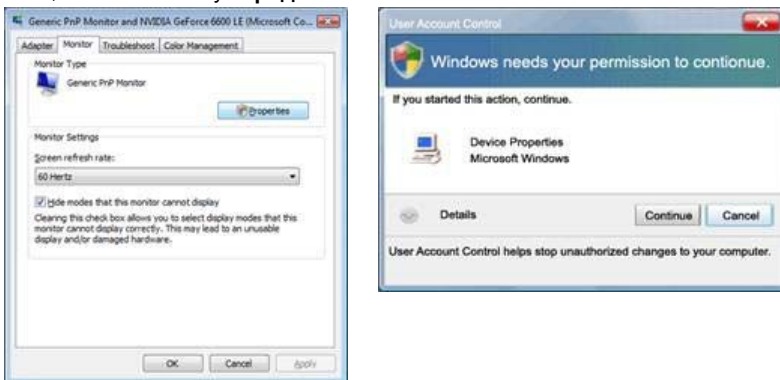 Generic PnP Monitor and NVIDIA GeForce 6600 LE (Microsoft Co...
Adapter Monitor Troubleshoot Color Management
Monitor Type
Generic PnP Monitor
Properties
Monitor Settings
Screen refresh rate:
60 Hertz
Hide modes that this monitor cannot display
Clearing this check box allows you to select display modes that this
monitor cannot display correctly. This may lead to an unusable
display and/or damaged hardware.
OK Cancel Apply
User Account Control
Windows needs your permission to contionue.
If you started this action, continue.
Device Properties
Microsoft Windows
Details Continue Cancel
User Account Control helps stop unauthorized changes to your computer.